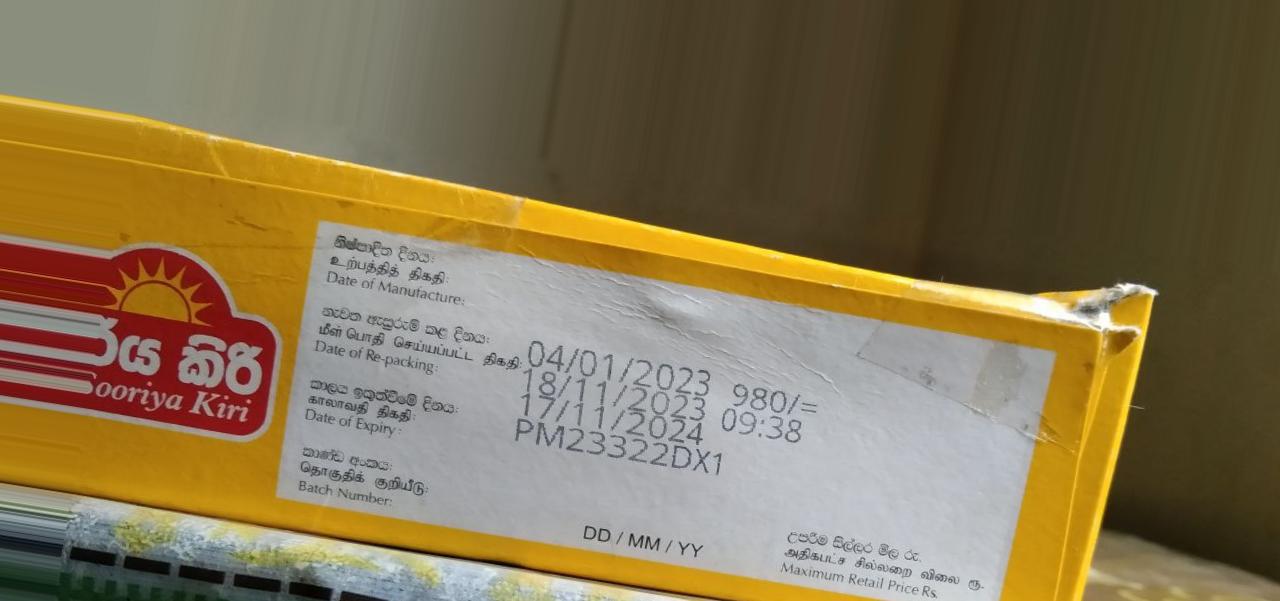 ය කිරි
Sooriya Kiri
නිෂ්පාදිත දිනය:
உற்பத்தித் திகதி:
Date of Manufacture:
නැවත ඇසුරුම් කළ දිනය:
மீள் பொதி செய்யப்பட்ட திகதி:
Date of Re-packing:
කාලය ඉකුත්වීමේ දිනය:
காலாவதி திகதி:
Date of Expiry:
කාණ්ඩ අංකය:
தொகுதிக் குறியீடு:
Batch Number:
04/01/2023 980/=
18/11/2023 09:38
17/11/2024
PM23322DX1
DD / MM / YY
උපරිම සිල්ලර මිල රු.
அதிகபட்ச சில்லறை விலை ரூ.
Maximum Retail Price Rs.